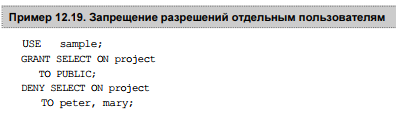 Пример 12.19. Запрещение разрешений отдельным пользователям
USE sample;
GRANT SELECT ON project
TO PUBLIC;
DENY SELECT ON project
TO peter, mary;